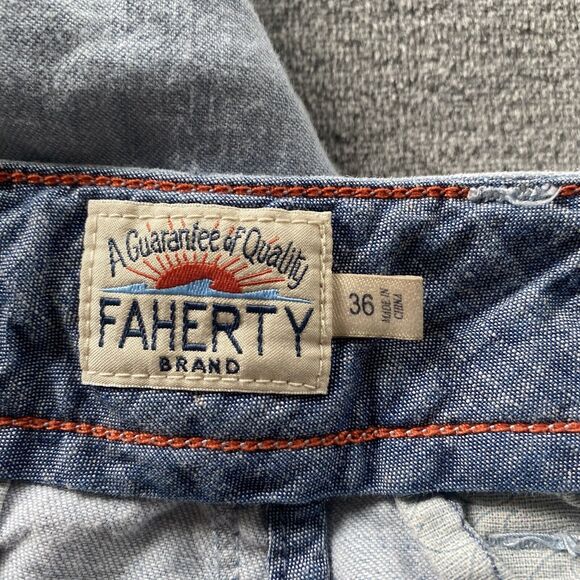 A Guarantee of Quality
FAHERTY
BRAND
36
MADE IN
CHINA